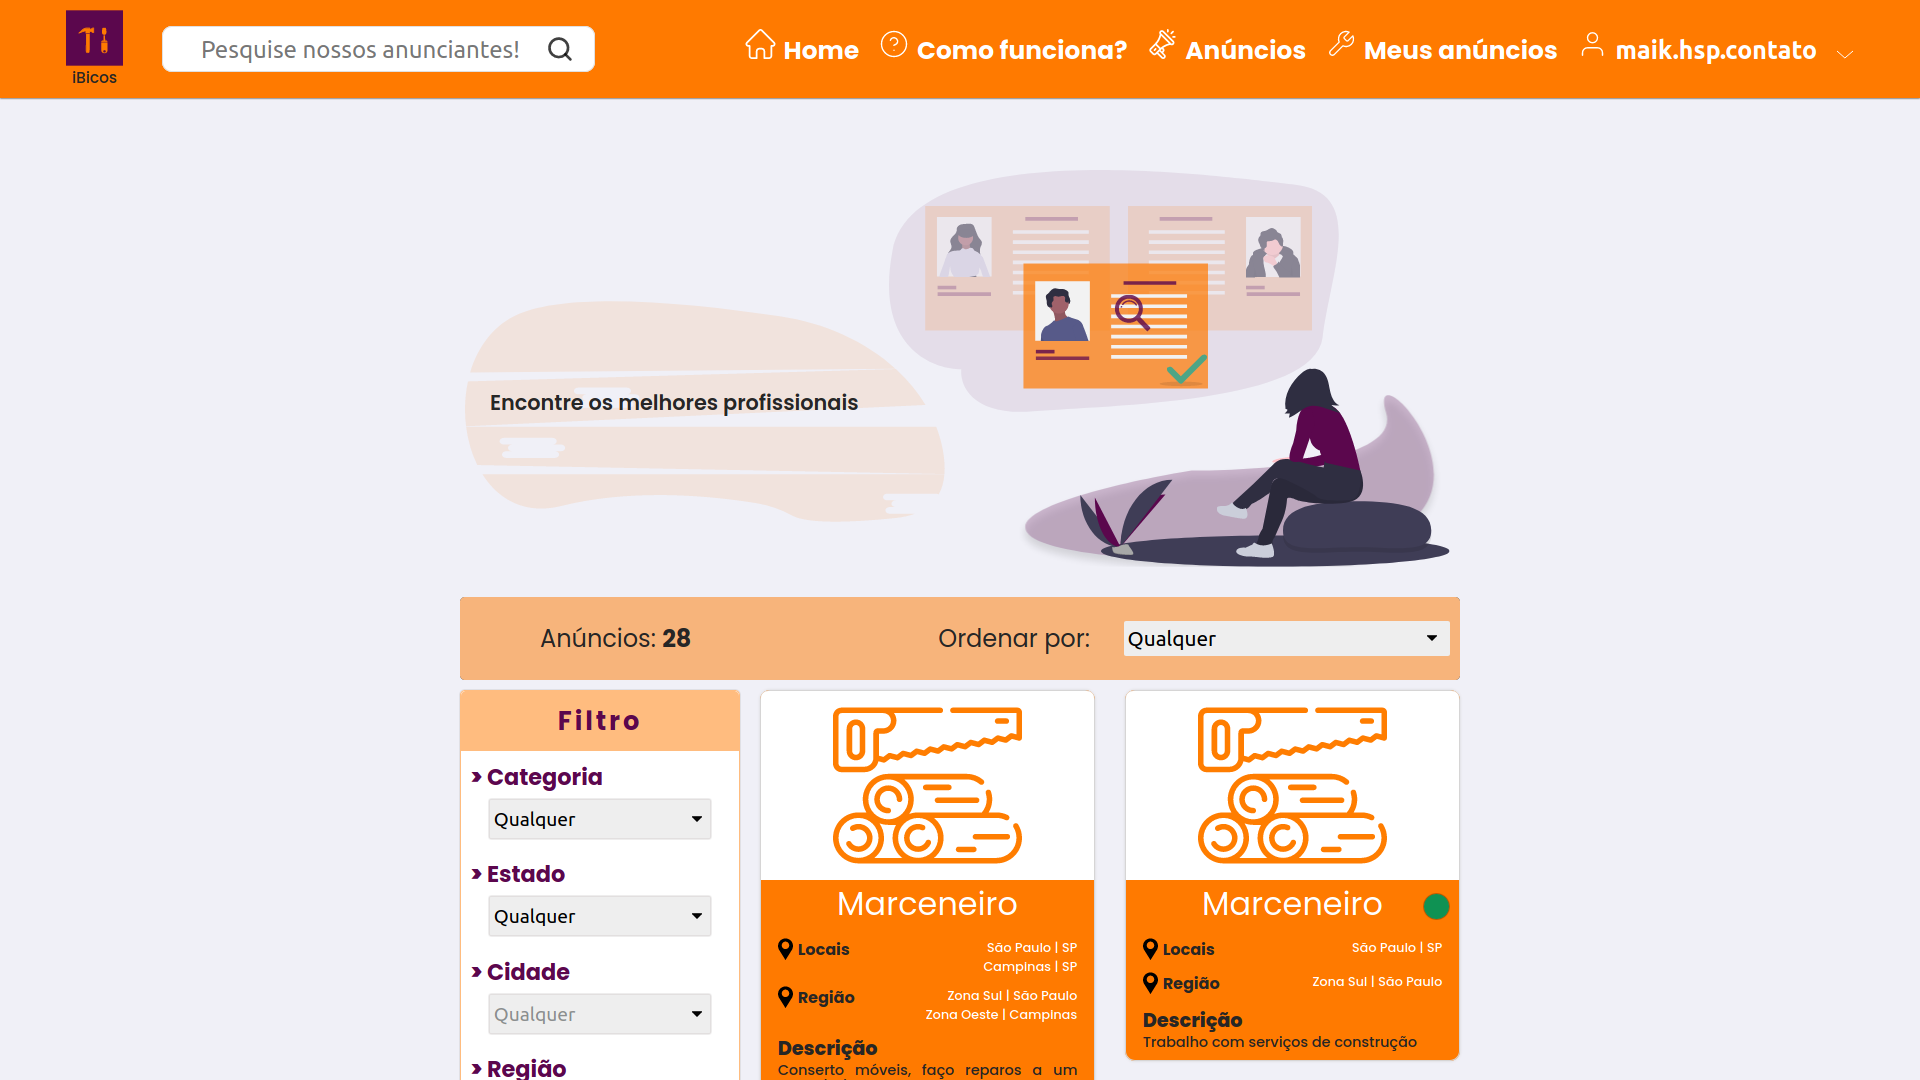 iBicos
Pesquise nossos anunciantes!
Home
Como funciona?
Anúncios
Meus anúncios
maik.hsp.contato
Encontre os melhores profissionais
Anúncios: 28
Ordenar por:
Qualquer
Filtro
Categoria
Qualquer
Estado
Qualquer
Cidade
Qualquer
Região
Marceneiro
Locais
São Paulo | SP
Campinas | SP
Região
Zona Sul | São Paulo
Zona Oeste | Campinas
Descrição
Conserto móveis, faço reparos a um
Marceneiro
Locais
São Paulo | SP
Região
Zona Sul | São Paulo
Descrição
Trabalho com serviços de construção